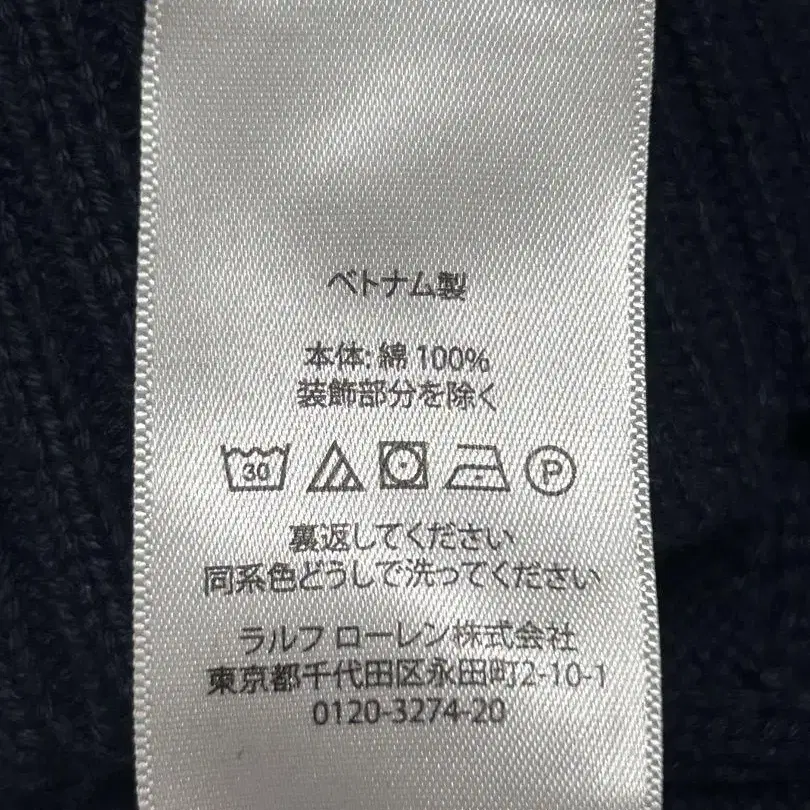 ベトナム製
本体: 綿 100%
装飾部分を除く
30 P
裏返してください
同系色どうしで洗ってください
ラルフ ローレン株式会社
東京都千代田区永田町2-10-1
0120-3274-20